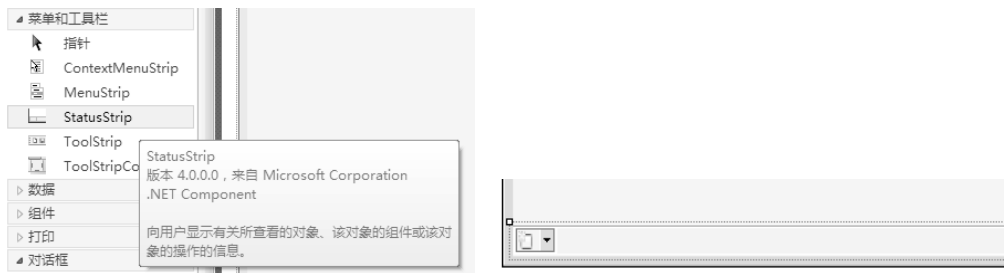 菜单和工具栏
指针
ContextMenuStrip
MenuStrip
StatusStrip
ToolStrip
ToolStripCo
数据
组件
打印
对话框
StatusStrip
版本 4.0.0.0，来自 Microsoft Corporation
.NET Component
向用户显示有关所查看的对象、该对象的组件或该对
象的操作的信息。